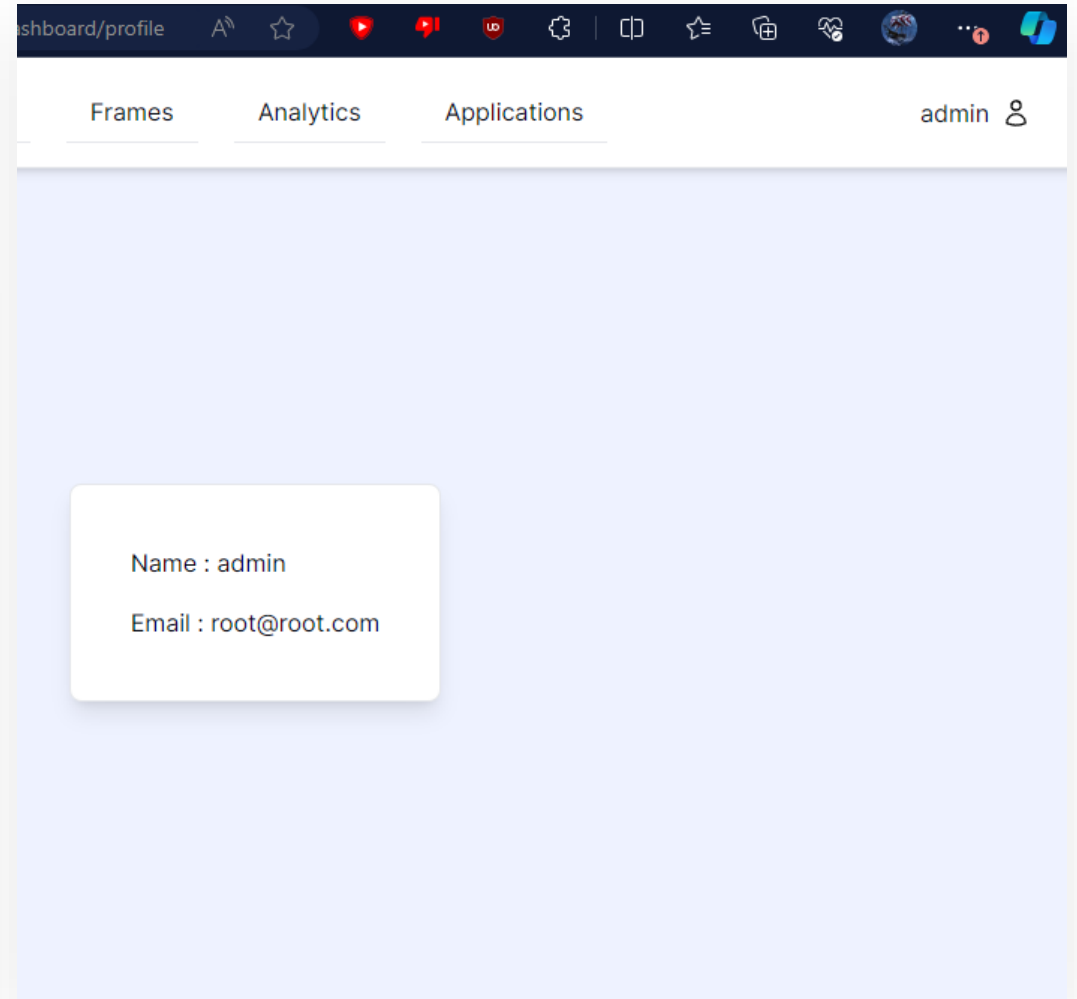 ashboard/profile
Frames Analytics Applications admin
Name : admin
Email : root@root.com